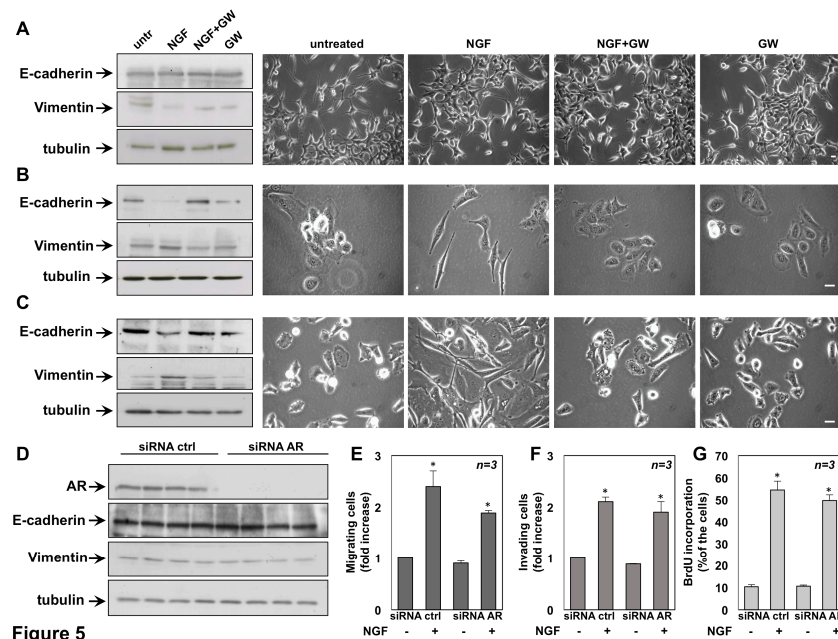 A
untr NGF NGF+GW GW
untreated NGF NGF+GW GW
E-cadherin
Vimentin
tubulin
B
E-cadherin
Vimentin
tubulin
C
E-cadherin
Vimentin
tubulin
D
siRNA ctrl siRNA AR
AR
E-cadherin
Vimentin
tubulin
E
Migrating cells
(fold increase)
3
2
1
0
n=3
* *
siRNA ctrl siRNA AR
NGF - + - +
F
Invading cells
(fold increase)
3
2
1
0
n=3
* *
siRNA ctrl siRNA AR
NGF - + - +
G
BrdU incorporation
(%of the cells)
70
60
50
40
30
20
10
0
n=3
* *
siRNA ctrl siRNA AR
NGF - + - +
Figure 5